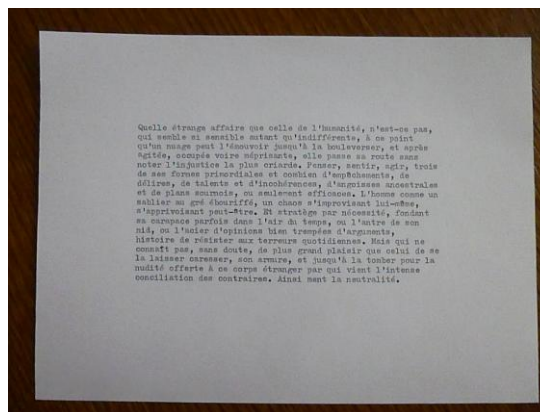 Quelle étrange affaire que celle de l'humanité, n'est-ce pas,
qui semble si sensible autant qu'indifférente, à ce point
qu'un nuage peut l'émouvoir jusqu'à la bouleverser, et après
agitée, occupée voire méprisante, elle passe sa route sans
noter l'injustice la plus criarde. Penser, sentir, agir, trois
de ses formes primordiales et combien d'empêchements, de
délires, de talents et d'incohérences, d'angoisses ancestrales
et de plans sournois, ou seulement efficaces. L'homme comme un
sablier au gré ébouriffé, un chaos s'improvisant lui-même,
s'apprivoisant peut-être. Et stratège par nécessité, fondant
sa carapace parfois dans l'air du temps, ou l'antre de son
nid, ou l'acier d'opinions bien trempées d'arguments,
histoire de résister aux terreurs quotidiennes. Mais qui ne
connaît pas, sans doute, de plus grand plaisir que celui de se
la laisser caresser, son armure, et jusqu'à la tomber pour la
nudité offerte à ce corps étranger par qui vient l'intense
conciliation des contraires. Ainsi ment la neutralité.